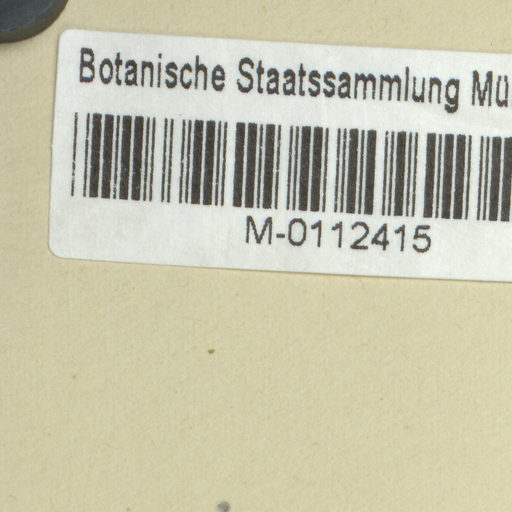 Botanische Staatssammlung Mü
M-0112415